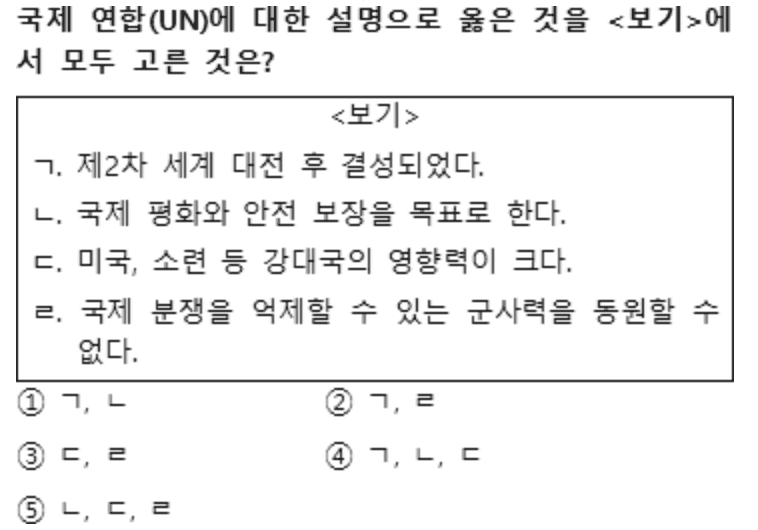 국제 연합(UN)에 대한 설명으로 옳은 것을 <보기>에
서 모두 고른 것은?
<보기>
ㄱ. 제2차 세계 대전 후 결성되었다.
ㄴ. 국제 평화와 안전 보장을 목표로 한다.
ㄷ. 미국, 소련 등 강대국의 영향력이 크다.
ㄹ. 국제 분쟁을 억제할 수 있는 군사력을 동원할 수
없다.
① ㄱ, ㄴ ② ㄱ, ㄹ
③ ㄷ, ㄹ ④ ㄱ, ㄴ, ㄷ
⑤ ㄴ, ㄷ, ㄹ